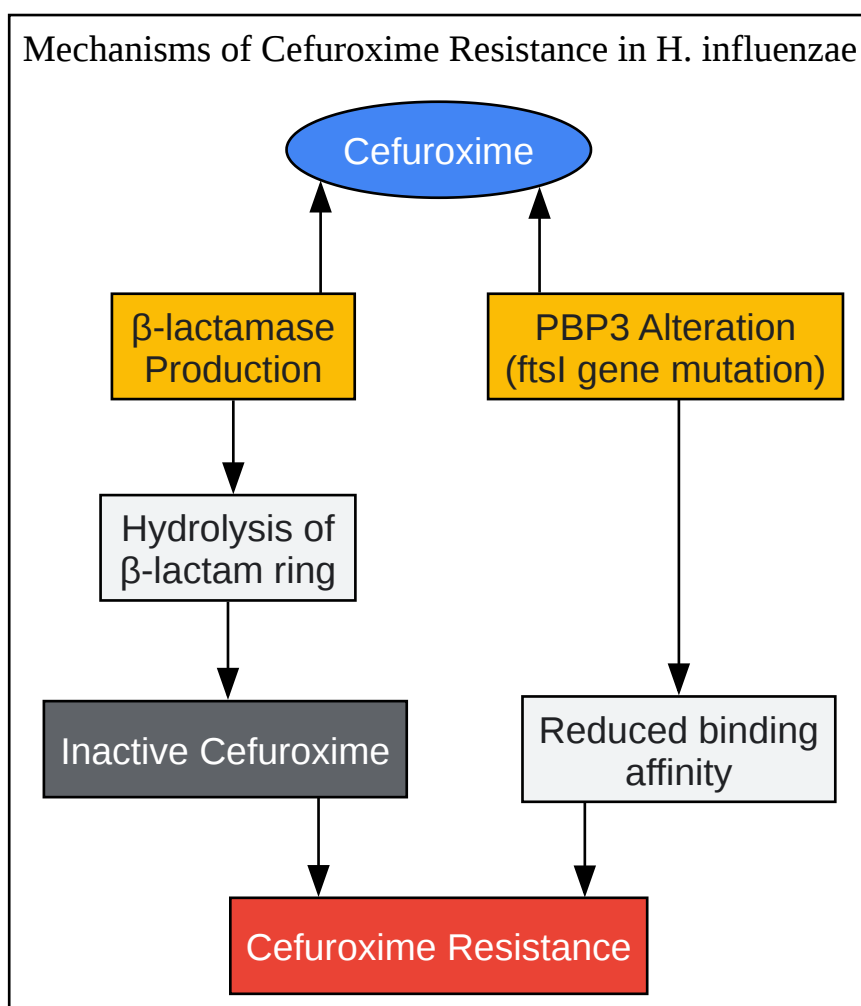 Mechanisms of Cefuroxime Resistance in H. influenzae
Cefuroxime
β-lactamase
Production
PBP3 Alteration
(ftsI gene mutation)
Hydrolysis of
β-lactam ring
Inactive Cefuroxime
Reduced binding
affinity
Cefuroxime Resistance